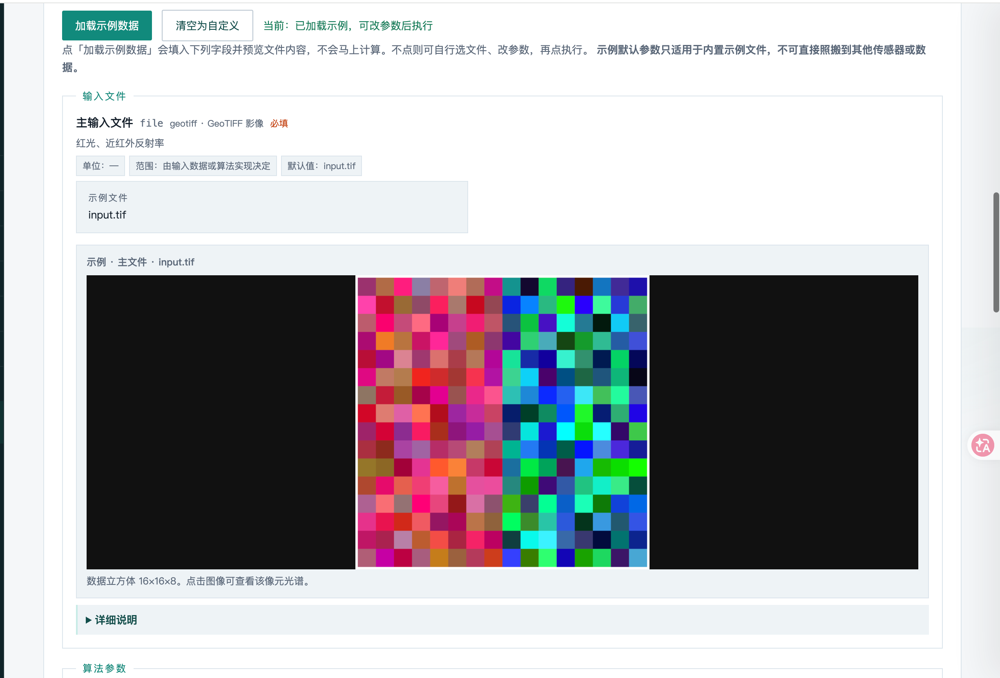 加载示例数据 清空为自定义 当前：已加载示例，可改参数后执行
点「加载示例数据」会填入下列字段并预览文件内容，不会马上计算。不点则可自行选文件、改参数，再点执行。 示例默认参数只适用于内置示例文件，不可直接照搬到其他传感器或数
据。
输入文件
主输入文件 file geotiff · GeoTIFF 影像 必填
红光、近红外反射率
单位：— 范围：由输入数据或算法实现决定 默认值：input.tif
示例文件
input.tif
示例 · 主文件 · input.tif
数据立方体 16×16×8。点击图像可查看该像元光谱。
▶ 详细说明
算法参数